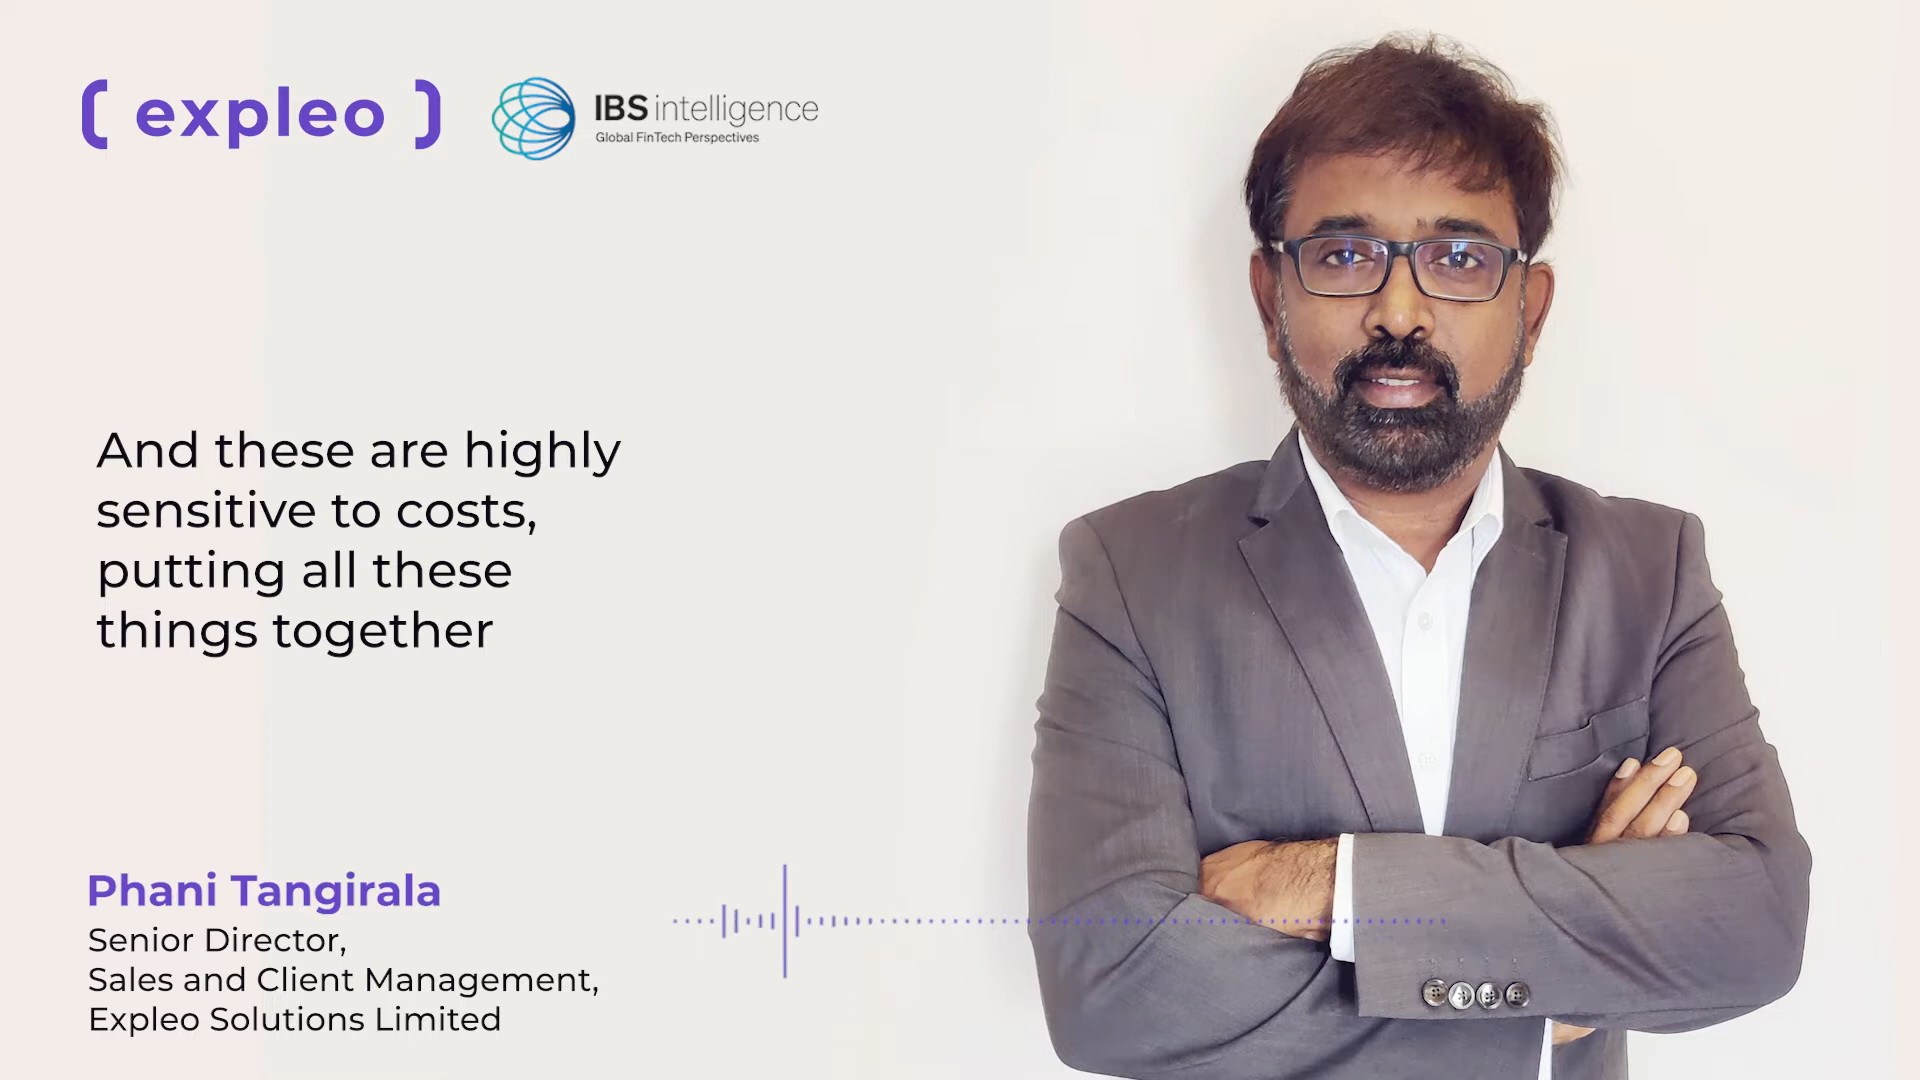 ( expleo )
IBS intelligence
Global FinTech Perspectives
And these are highly
sensitive to costs,
putting all these
things together
Phani Tangirala
Senior Director,
Sales and Client Management,
Expleo Solutions Limited